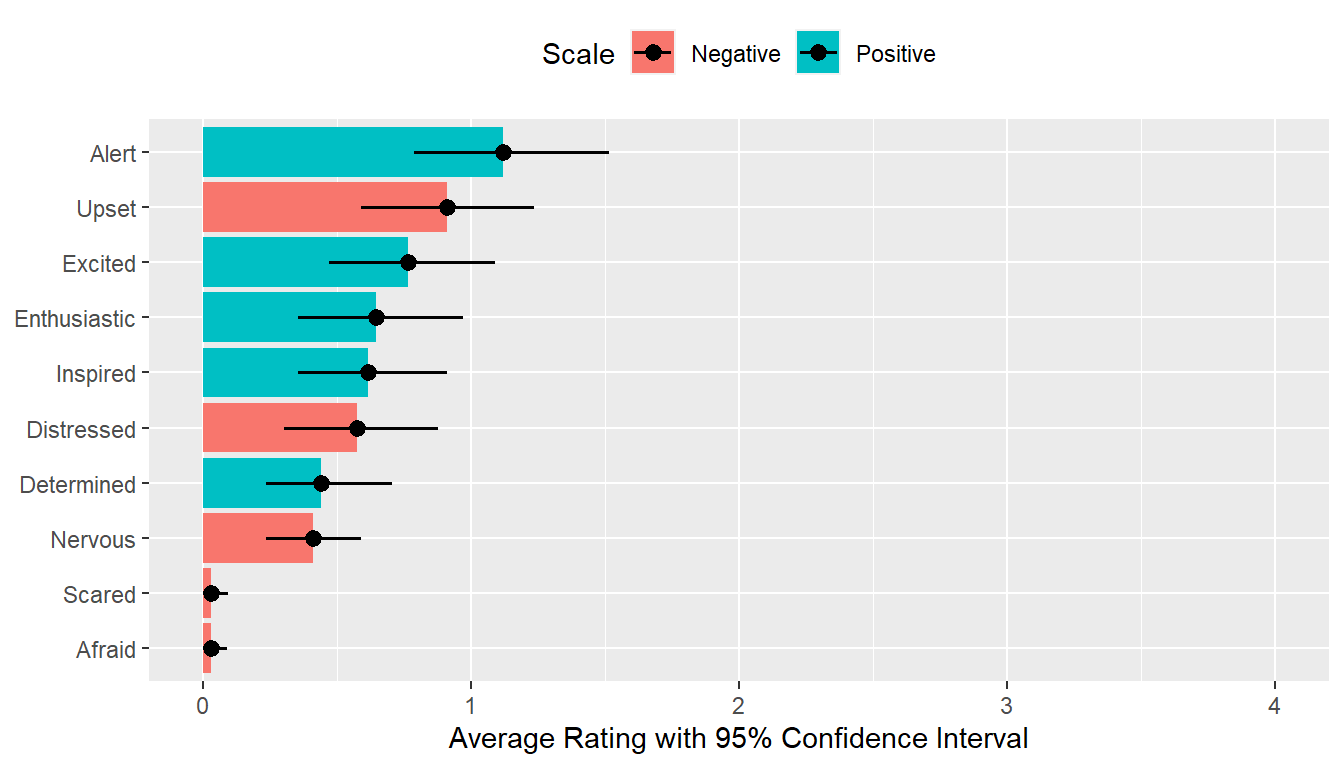 Scale Negative Positive
Alert
Upset
Excited
Enthusiastic
Inspired
Distressed
Determined
Nervous
Scared
Afraid
0 1 2 3 4
Average Rating with 95% Confidence Interval